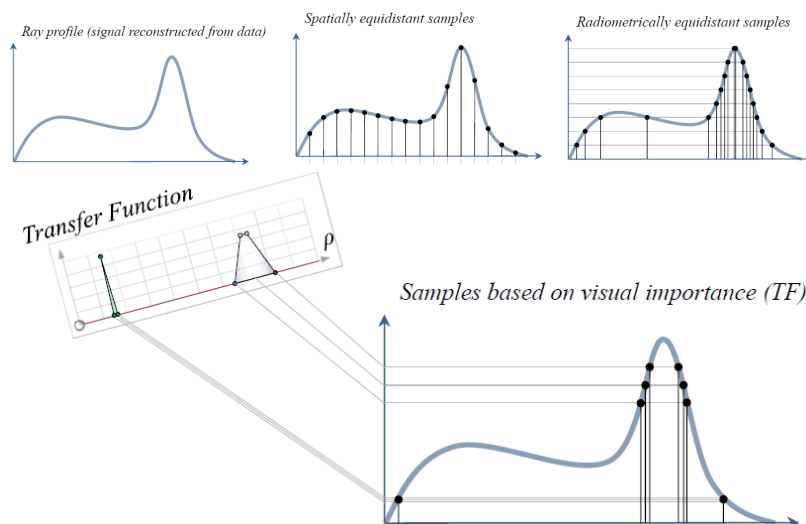 Ray profile (signal reconstructed from data)
Spatially equidistant samples
Radiometrically equidistant samples
Transfer Function
ρ
Samples based on visual importance (TF)